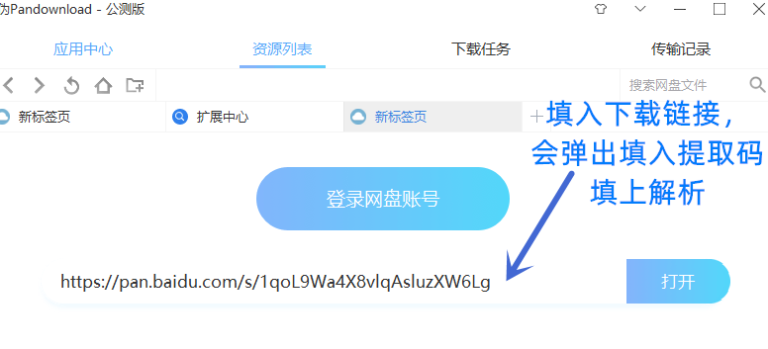 伪Pandownload - 公测版
应用中心 资源列表 下载任务 传输记录
搜索网盘文件
新标签页 扩展中心 新标签页
填入下载链接，
会弹出填入提取码
填上解析
登录网盘账号
https://pan.baidu.com/s/1qoL9Wa4X8vlqAsluzXW6Lg 打开